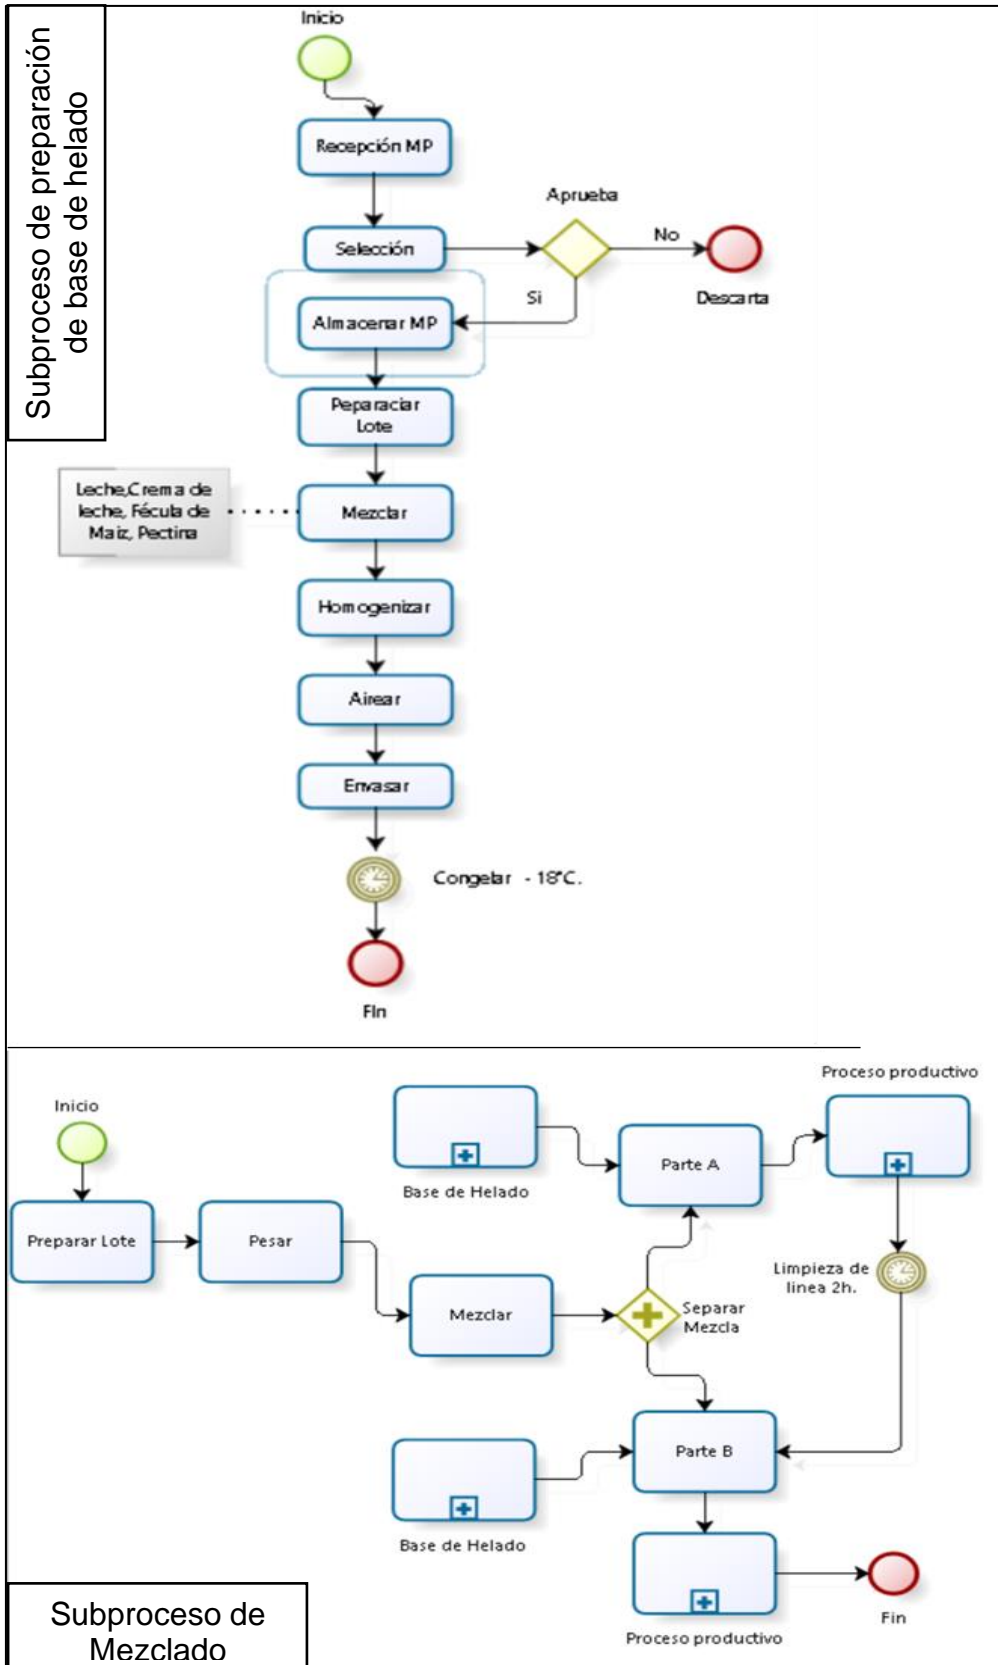 Subproceso de preparación
de base de helado
Inicio
Recepción MP
Selección
Aprueba
No
Descarta
Si
Almacenar MP
Peparaciar
Lote
Leche,Crema de
leche, Fécula de
Maiz, Pectina
Mezclar
Homogenizar
Airear
Envasar
Congelar - 18°C.
Fin
Inicio
Preparar Lote
Pesar
Mezclar
Base de Helado
Parte A
Proceso productivo
Separar
Mezcla
Limpieza de
linea 2h.
Base de Helado
Parte B
Proceso productivo
Fin
Subproceso de
Mezclado